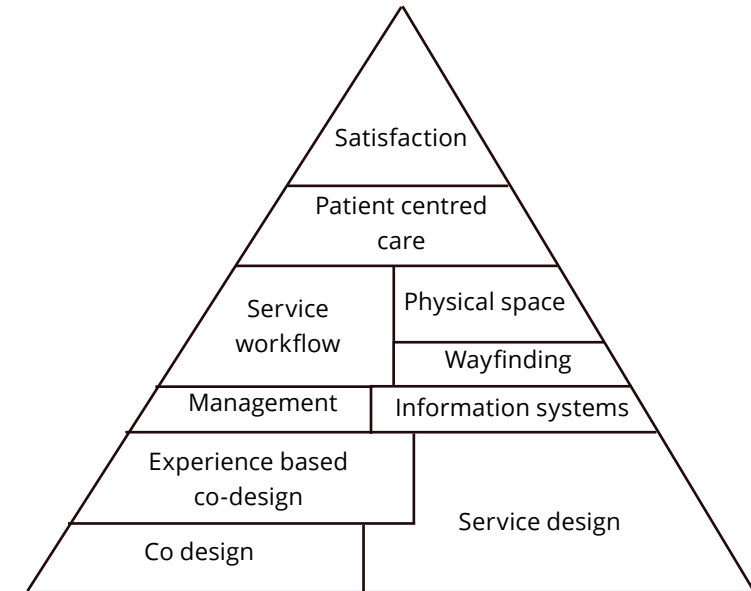 Satisfaction
Patient centred
care
Service
workflow
Physical space
Wayfinding
Management
Information systems
Experience based
co-design
Service design
Co design